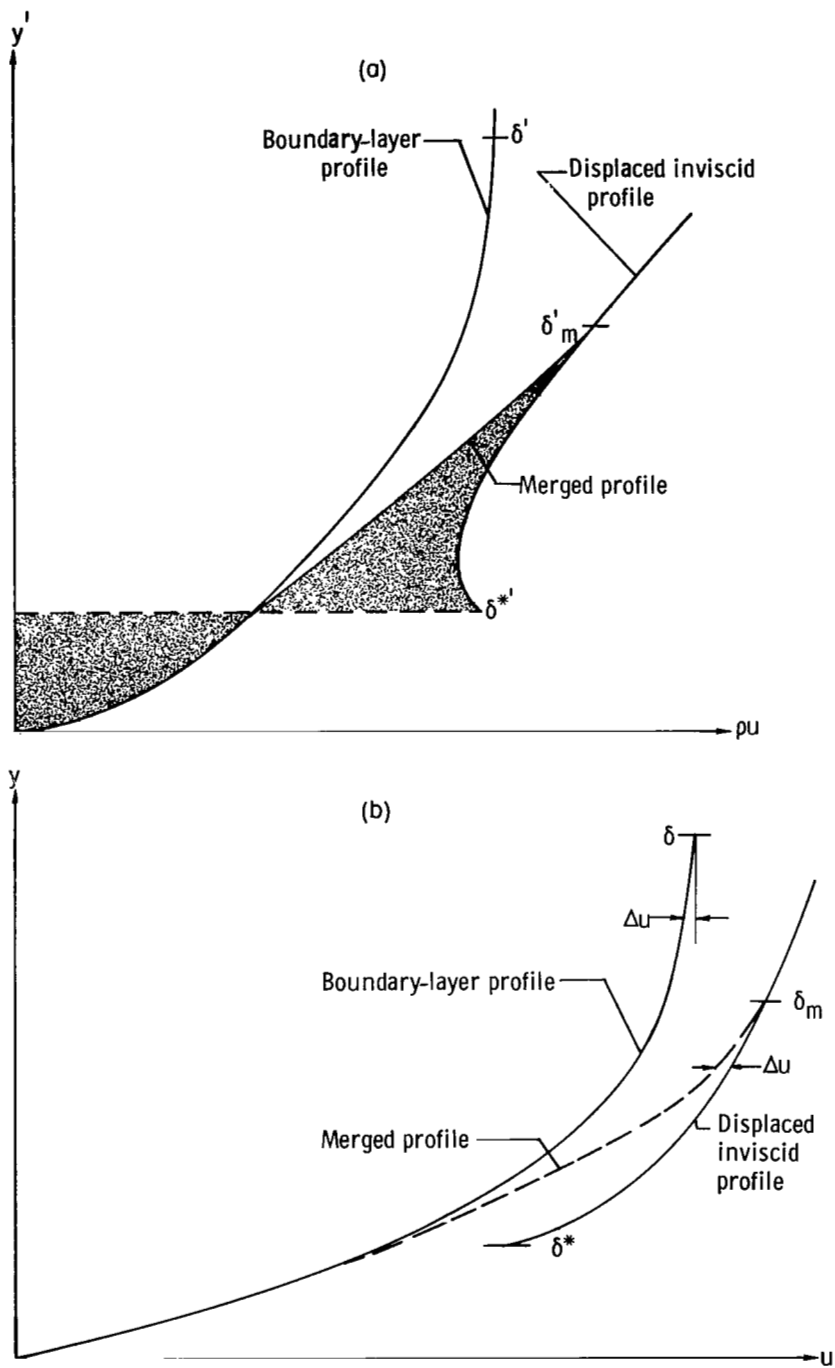 y'
(a)
Boundary-layer
profile
δ'
Displaced inviscid
profile
δ'm
Merged profile
δ*'
ρu
y
(b)
δ
Δu
Boundary-layer profile
δm
Δu
Merged profile
Displaced
inviscid
profile
δ*
u